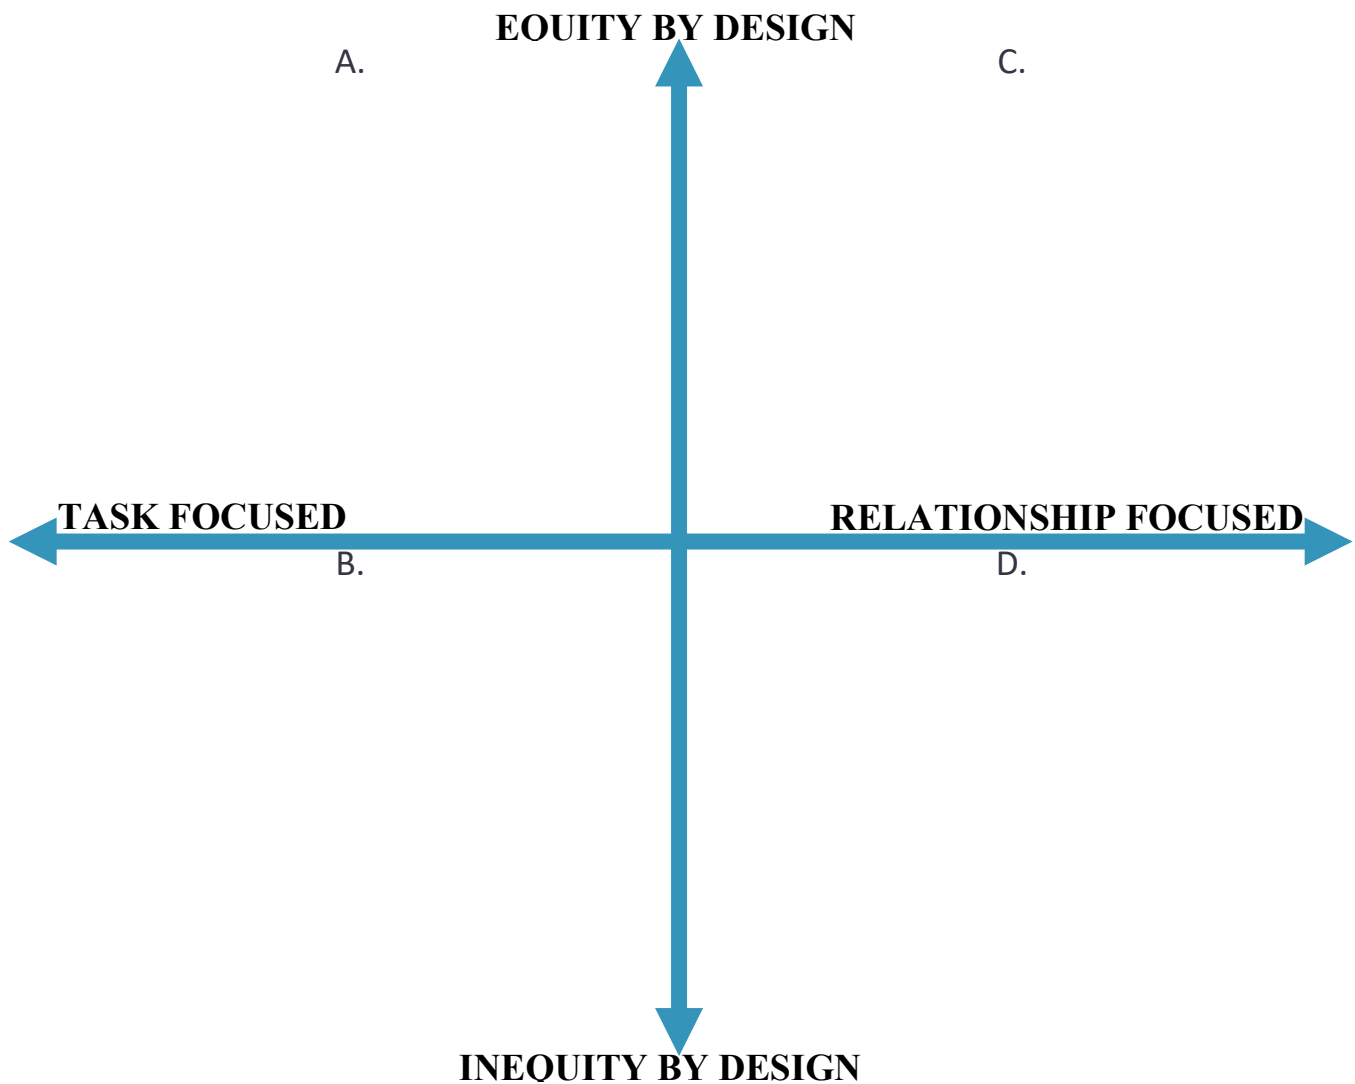 EQUITY BY DESIGN
A.
C.
TASK FOCUSED
RELATIONSHIP FOCUSED
B.
D.
INEQUITY BY DESIGN